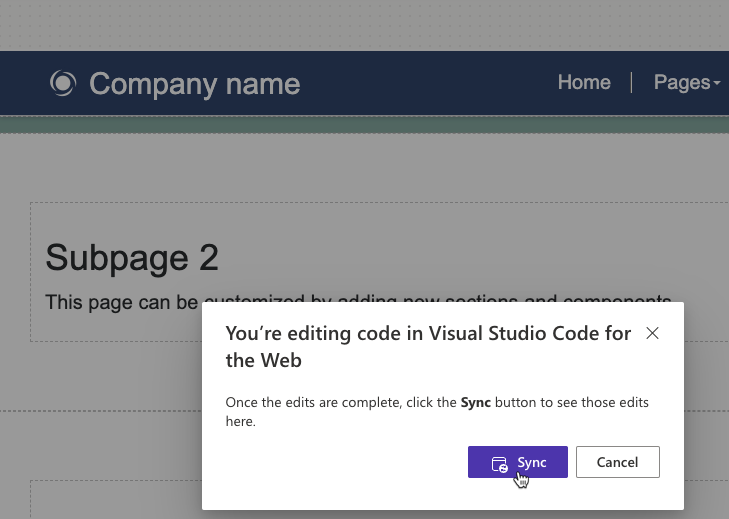 Company name
Home
Pages
Subpage 2
This page can be customized by adding new sections and components
You’re editing code in Visual Studio Code for
the Web
Once the edits are complete, click the Sync button to see those edits
here.
Sync
Cancel